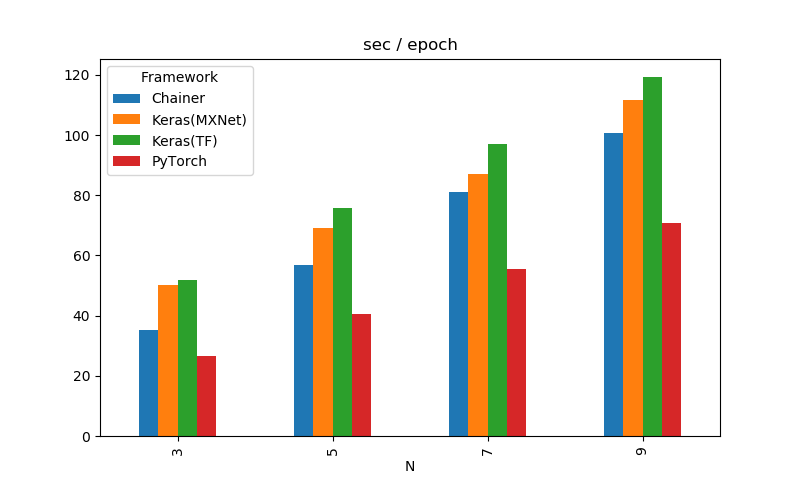 sec / epoch
Framework
Chainer
Keras(MXNet)
Keras(TF)
PyTorch
120
100
80
60
40
20
0
3
5
7
9
N